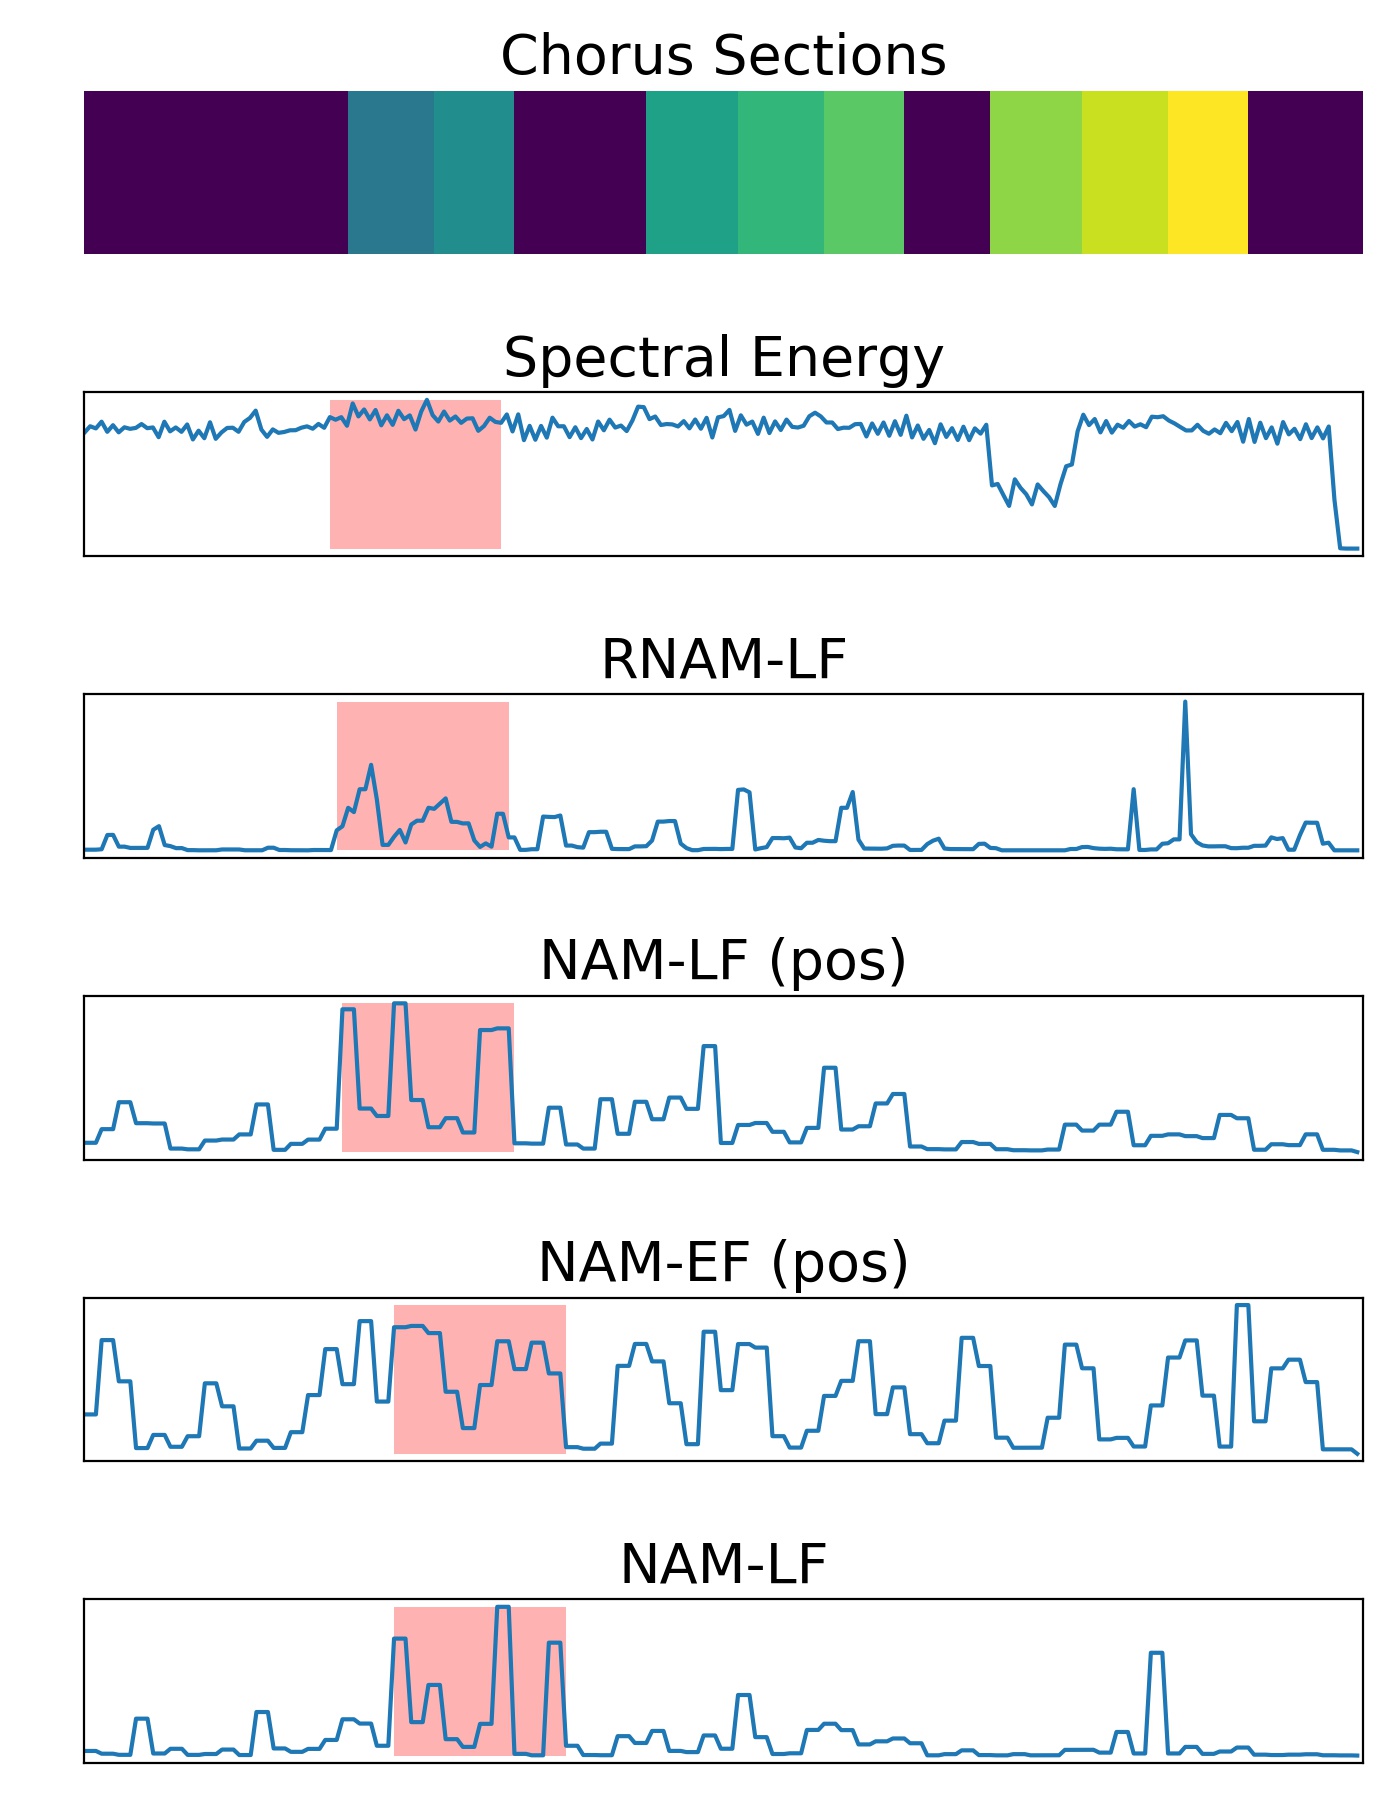 Chorus Sections
Spectral Energy
RNAM-LF
NAM-LF (pos)
NAM-EF (pos)
NAM-LF